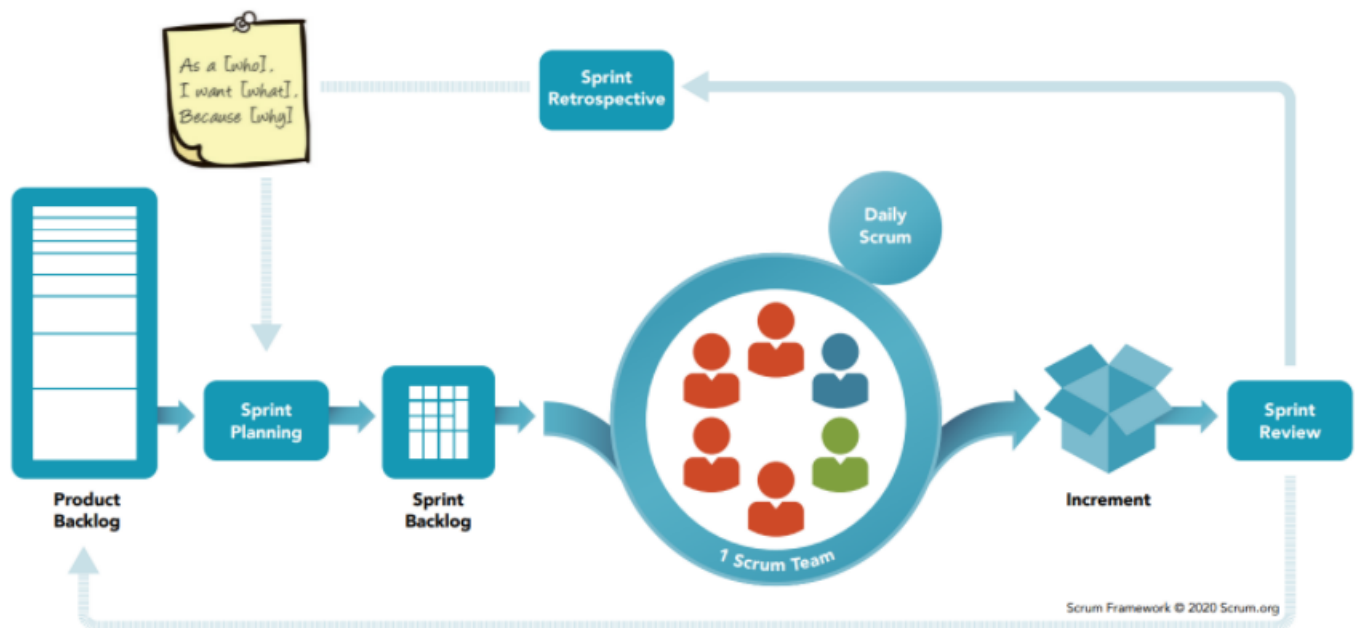 As a [who],
I want [what],
Because [why]
Sprint
Retrospective
Daily
Scrum
Sprint
Planning
Sprint
Review
Product
Backlog
Sprint
Backlog
Increment
1 Scrum Team
Scrum Framework © 2020 Scrum.org